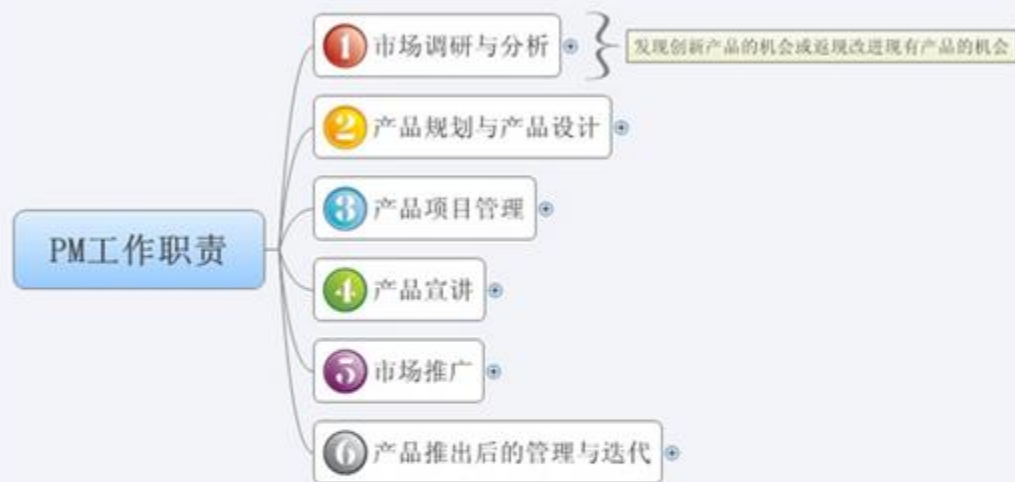 PM工作职责
1 市场调研与分析
发现创新产品的机会或返现改进现有产品的机会
2 产品规划与产品设计
3 产品项目管理
4 产品宣讲
5 市场推广
6 产品推出后的管理与迭代